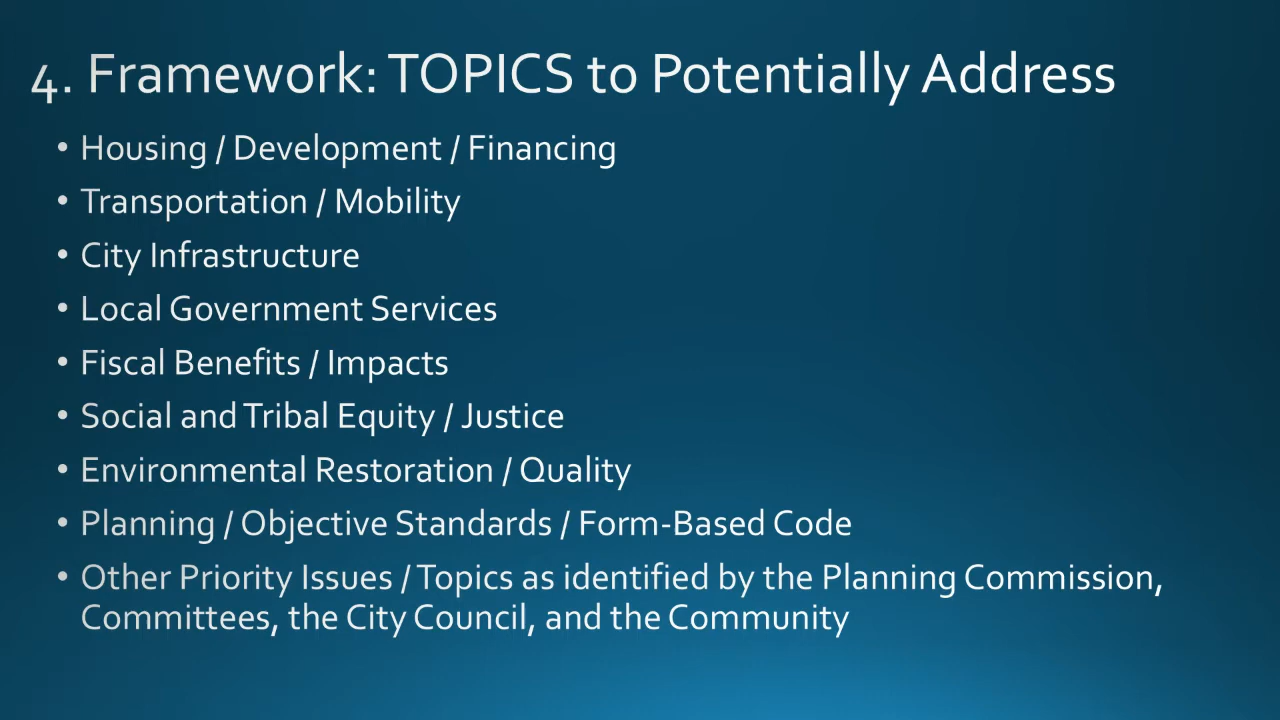 4. Framework: TOPICS to Potentially Address
• Housing / Development / Financing
• Transportation / Mobility
• City Infrastructure
• Local Government Services
• Fiscal Benefits / Impacts
• Social and Tribal Equity / Justice
• Environmental Restoration / Quality
• Planning / Objective Standards / Form-Based Code
• Other Priority Issues / Topics as identified by the Planning Commission,
Committees, the City Council, and the Community